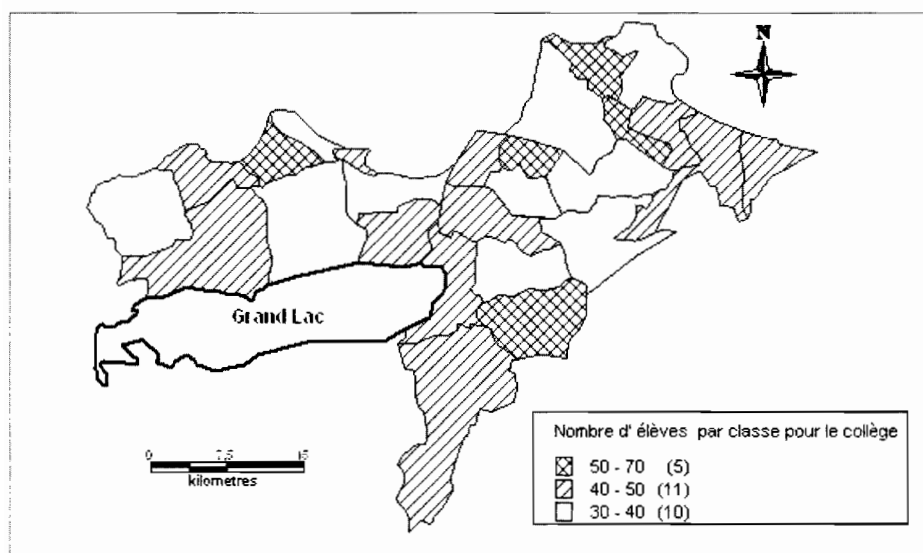 N
Grand Lac
0 7,5 15
kilometres
Nombre d' élèves par classe pour le collège
50 - 70 (5)
40 - 50 (11)
30 - 40 (10)